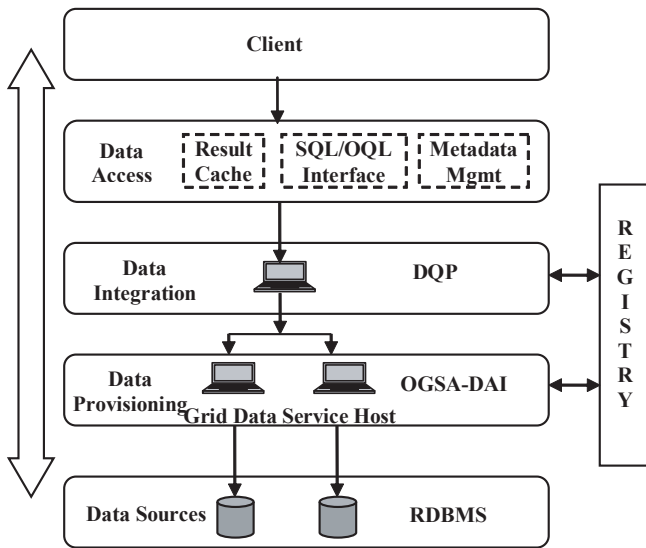 Client
Data
Access
Result
Cache
SQL/OQL
Interface
Metadata
Mgmt
Data
Integration
DQP
Data
Provisioning
OGSA-DAI
Grid Data Service Host
Data Sources
RDBMS
REGISTRY